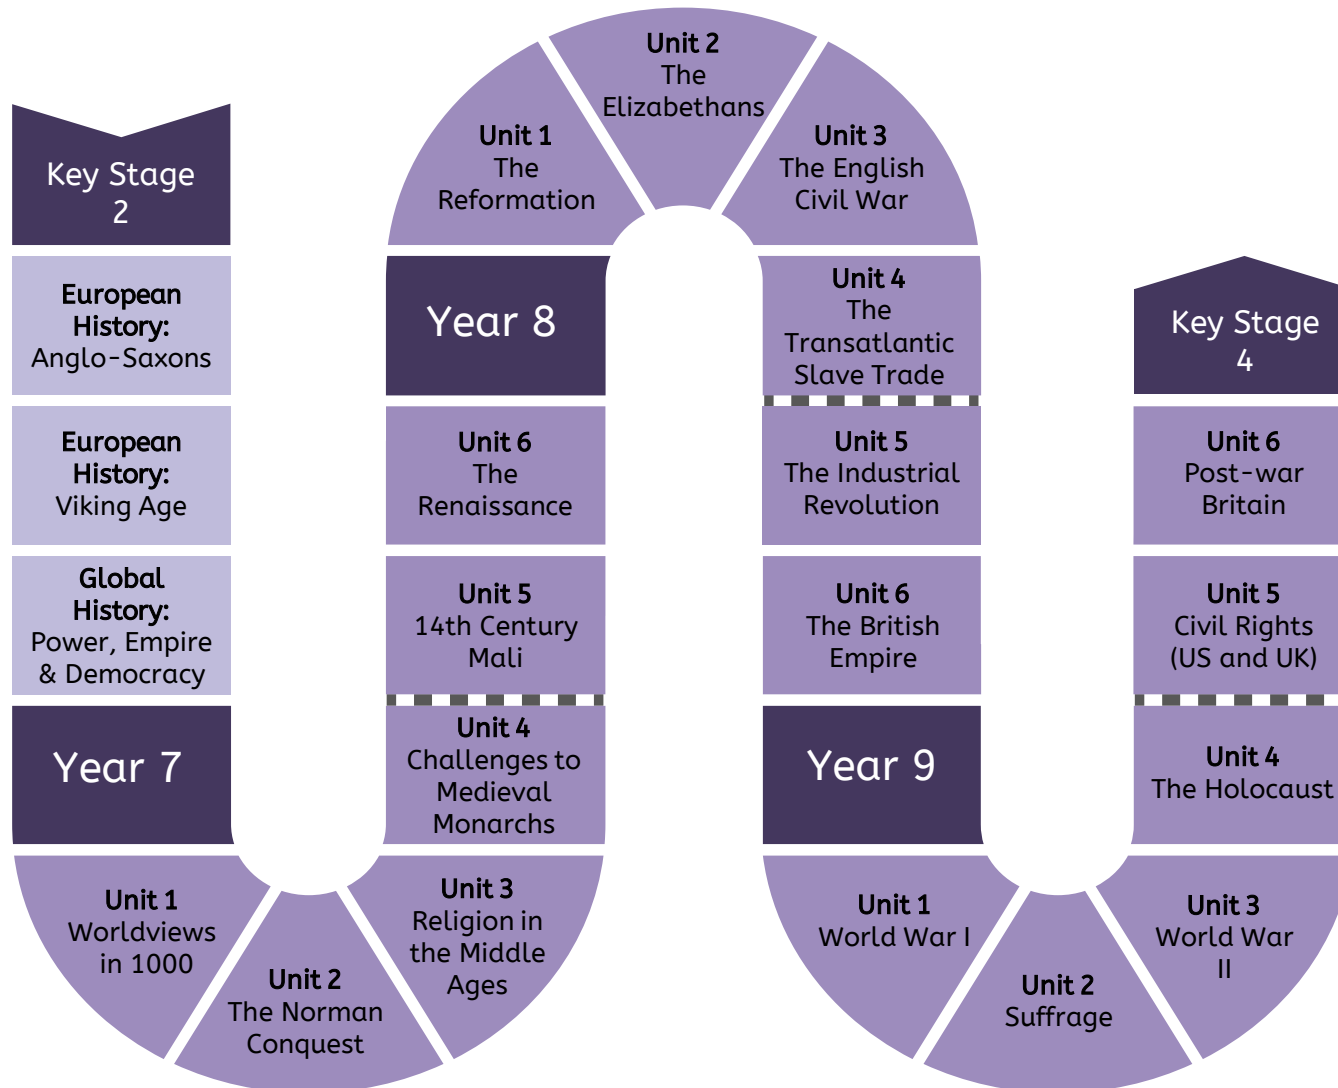 Key Stage
2
European
History:
Anglo-Saxons
European
History:
Viking Age
Global
History:
Power, Empire
& Democracy
Year 7
Unit 1
Worldviews
in 1000
Unit 2
The Norman
Conquest
Unit 3
Religion in
the Middle
Ages
Unit 4
Challenges to
Medieval
Monarchs
Unit 5
14th Century
Mali
Unit 6
The
Renaissance
Year 8
Unit 1
The
Reformation
Unit 2
The
Elizabethans
Unit 3
The English
Civil War
Unit 4
The
Transatlantic
Slave Trade
Unit 5
The Industrial
Revolution
Unit 6
The British
Empire
Year 9
Unit 1
World War I
Unit 2
Suffrage
Unit 3
World War
II
Unit 4
The Holocaust
Unit 5
Civil Rights
(US and UK)
Unit 6
Post-war
Britain
Key Stage
4